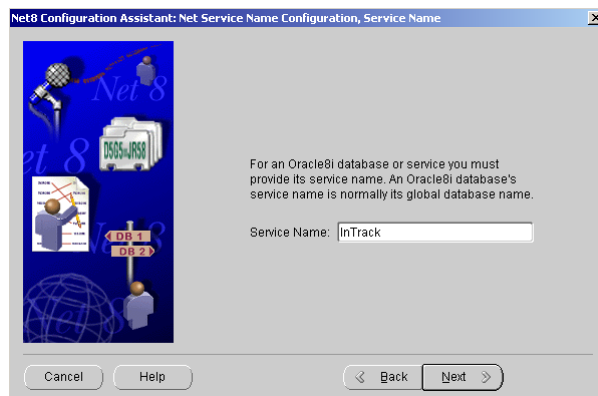 Net8 Configuration Assistant: Net Service Name Configuration, Service Name
Net 8
et 8
D5G5-JR58
DB 1
DB 2
For an Oracle8i database or service you must
provide its service name. An Oracle8i database's
service name is normally its global database name.
Service Name: InTrack
Cancel
Help
Back
Next